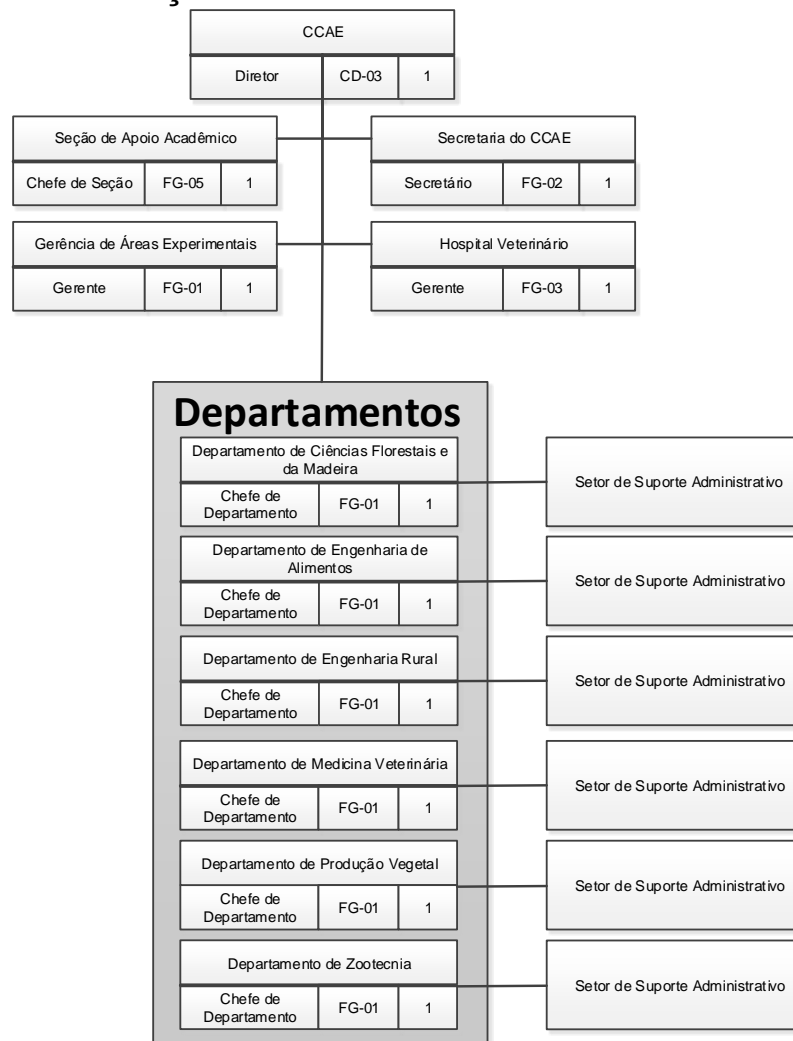 CCAE
Diretor CD-03 1
Seção de Apoio Acadêmico
Chefe de Seção FG-05 1
Secretaria do CCAE
Secretário FG-02 1
Gerência de Áreas Experimentais
Gerente FG-01 1
Hospital Veterinário
Gerente FG-03 1
Departamentos
Departamento de Ciências Florestais e
da Madeira
Chefe de
Departamento FG-01 1
Setor de Suporte Administrativo
Departamento de Engenharia de
Alimentos
Chefe de
Departamento FG-01 1
Setor de Suporte Administrativo
Departamento de Engenharia Rural
Chefe de
Departamento FG-01 1
Setor de Suporte Administrativo
Departamento de Medicina Veterinária
Chefe de
Departamento FG-01 1
Setor de Suporte Administrativo
Departamento de Produção Vegetal
Chefe de
Departamento FG-01 1
Setor de Suporte Administrativo
Departamento de Zootecnia
Chefe de
Departamento FG-01 1
Setor de Suporte Administrativo